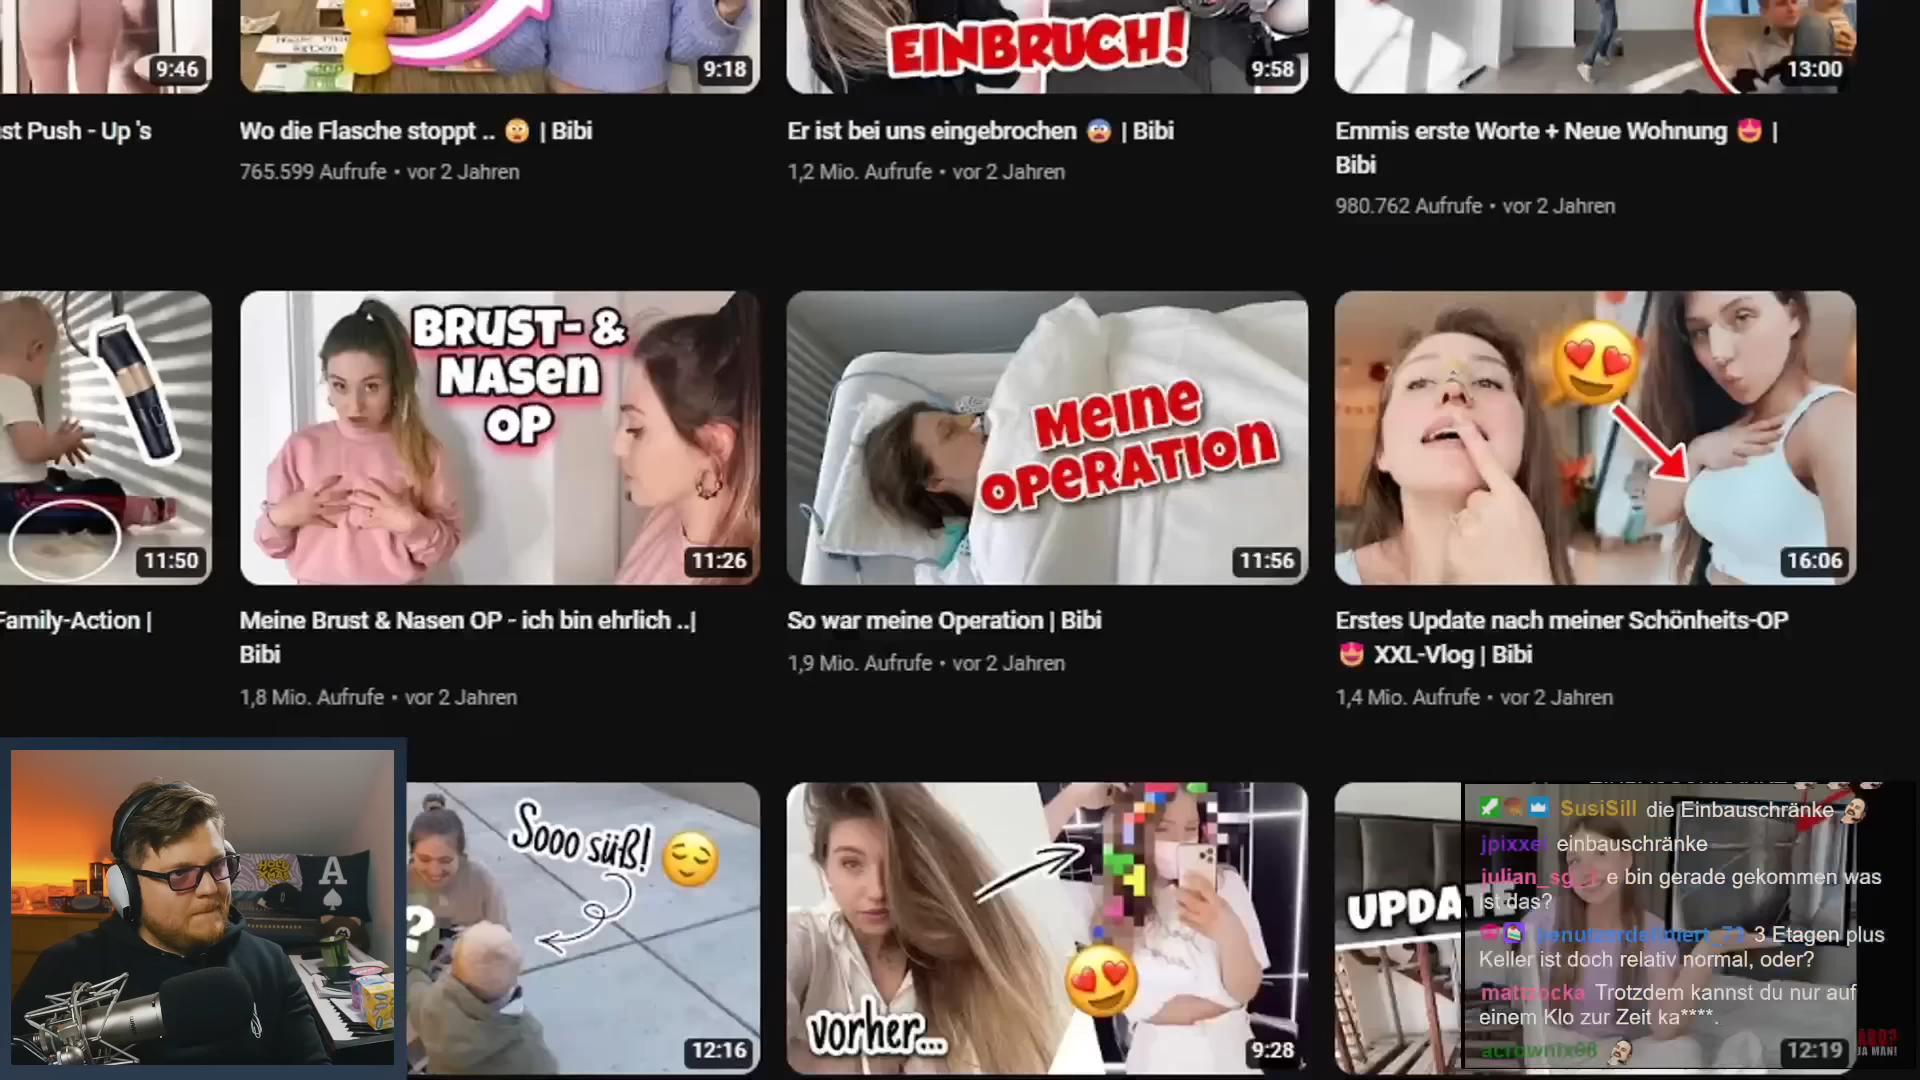 EINBRUCH!
9:46
9:18
9:58
13:00
st Push - Up 's
Wo die Flasche stoppt .. 😳 | Bibi
765.599 Aufrufe • vor 2 Jahren
Er ist bei uns eingebrochen 😨 | Bibi
1,2 Mio. Aufrufe • vor 2 Jahren
Emmis erste Worte + Neue Wohnung 😍 |
Bibi
980.762 Aufrufe • vor 2 Jahren
11:50
BRUST- &
NASEN
OP
11:26
MEINE
OPERATION
11:56
16:06
Family-Action |
Meine Brust & Nasen OP - ich bin ehrlich ..|
Bibi
1,8 Mio. Aufrufe • vor 2 Jahren
So war meine Operation | Bibi
1,9 Mio. Aufrufe • vor 2 Jahren
Erstes Update nach meiner Schönheits-OP
😍 XXL-Vlog | Bibi
1,4 Mio. Aufrufe • vor 2 Jahren
A
?
Sooo süß!
12:16
vorher...
9:28
UPDATE
12:19
SusiSill die Einbauschränke
jpixxel einbauschränke
e bin gerade gekommen was
ist das?
3 Etagen plus
Keller ist doch relativ normal, oder?
mattzocka Trotzdem kannst du nur auf
einem Klo zur Zeit ka****.
JA MAN!